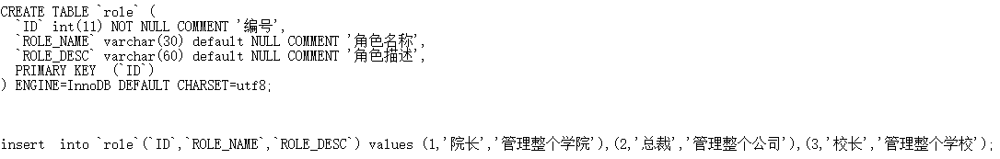 CREATE TABLE `role` (
  `ID` int(11) NOT NULL COMMENT '编号',
  `ROLE_NAME` varchar(30) default NULL COMMENT '角色名称',
  `ROLE_DESC` varchar(60) default NULL COMMENT '角色描述',
  PRIMARY KEY  (`ID`)
) ENGINE=InnoDB DEFAULT CHARSET=utf8;
insert  into `role`(`ID`,`ROLE_NAME`,`ROLE_DESC`) values (1,'院长','管理整个学院'),(2,'总裁','管理整个公司'),(3,'校长','管理整个学校');